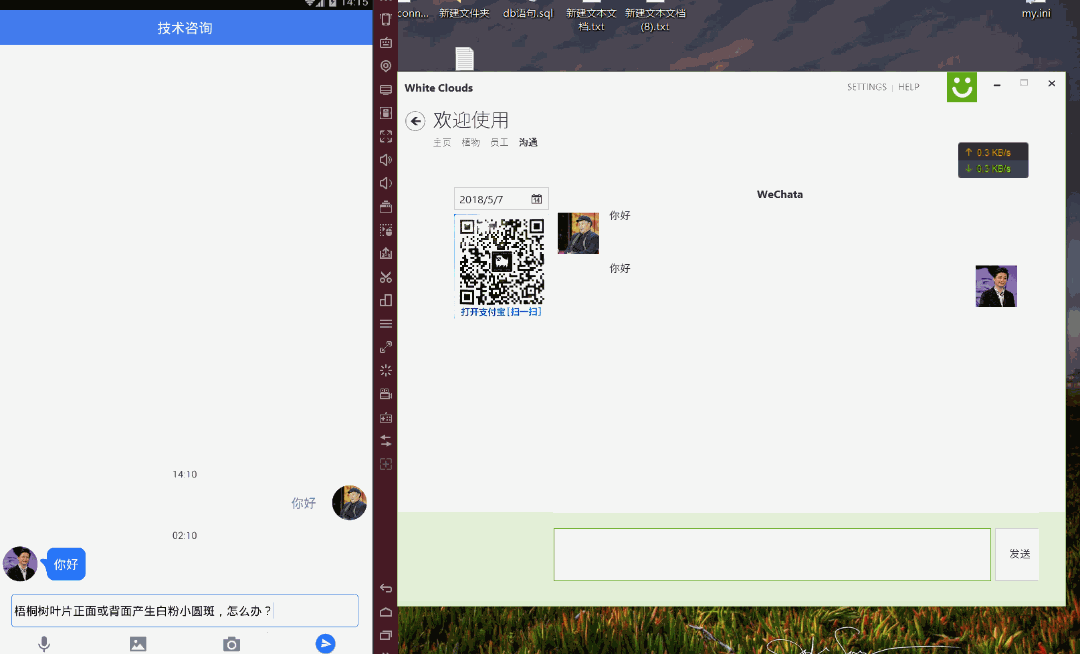 14:15
技术咨询
14:10
你好
02:10
你好
梧桐树叶片正面或背面产生白粉小圆斑，怎么办？
conn...
新建文件夹
db语句.sql
新建文本文档.txt
新建文本文档
(8).txt
my.ini
White Clouds
SETTINGS | HELP
欢迎使用
主页 植物 员工 沟通
0.3 KB/s
0.5 KB/s
2018/5/7
WeChata
你好
你好
打开支付宝[扫一扫]
发送